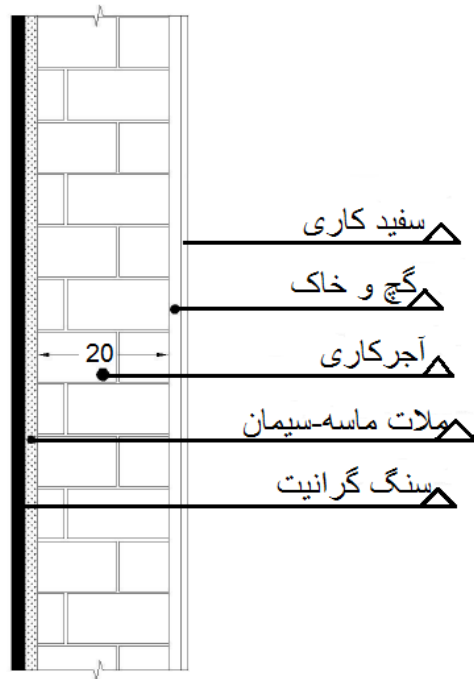 سفید کاری
گچ و خاک
20
آجرکاری
ملات ماسه-سیمان
سنگ گرانیت